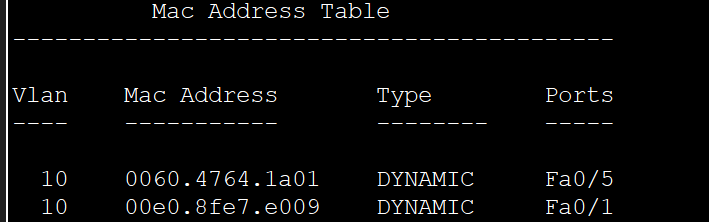 Mac Address Table
-------------------------------------------
Vlan    Mac Address       Type        Ports
----    -----------       --------    -----
10    0060.4764.1a01    DYNAMIC     Fa0/5
10    00e0.8fe7.e009    DYNAMIC     Fa0/1